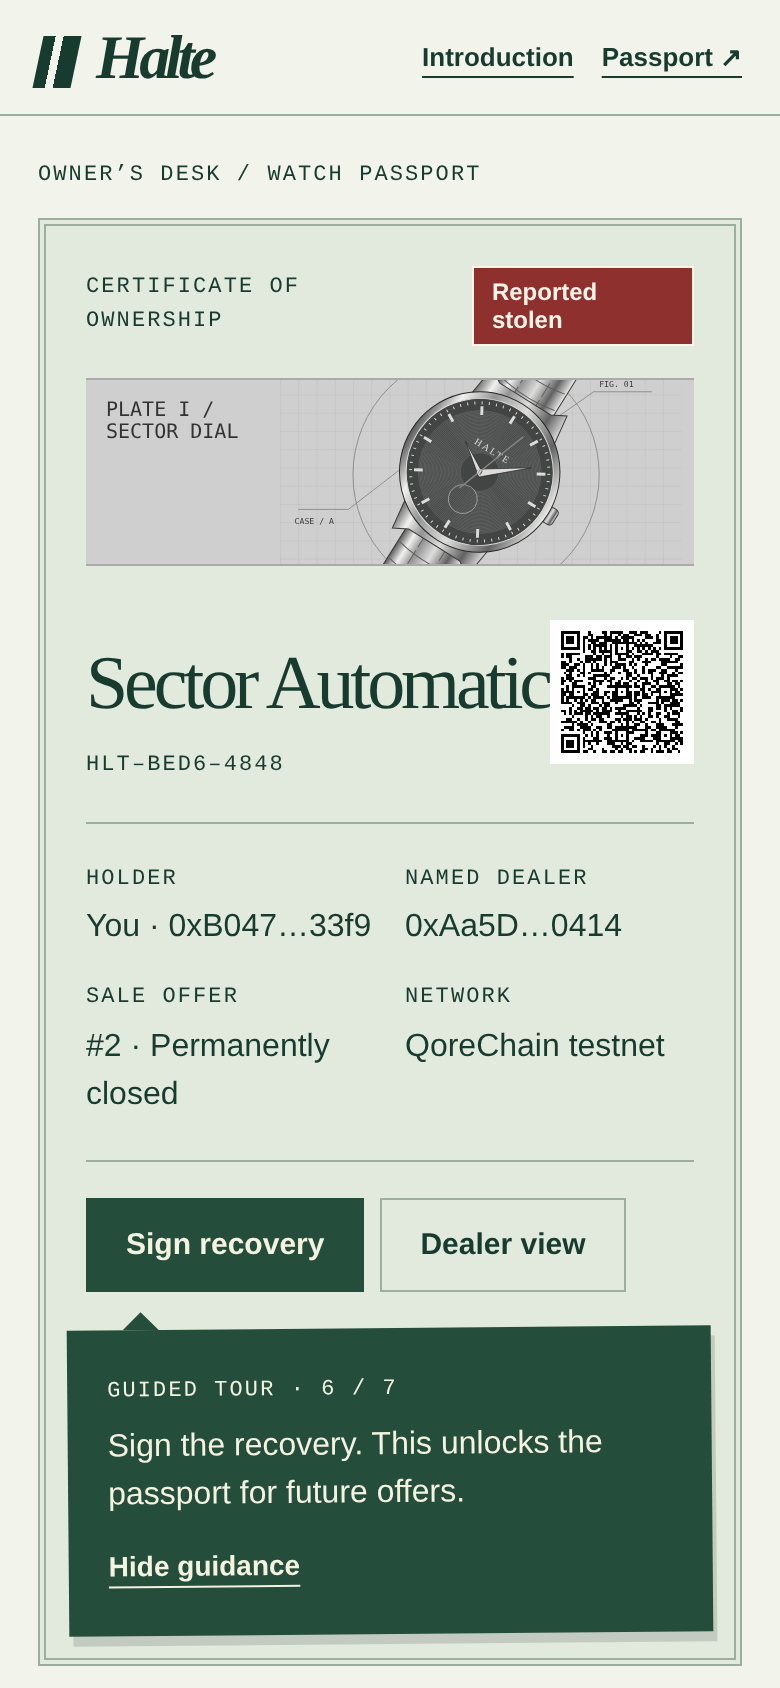 Halte
Introduction
Passport ↗
OWNER’S DESK / WATCH PASSPORT
CERTIFICATE OF
OWNERSHIP
Reported
stolen
PLATE I /
SECTOR DIAL
FIG. 01
HALTE
CASE / A
Sector Automatic
HLT–BED6–4848
HOLDER
You · 0xB047…33f9
NAMED DEALER
0xAa5D…0414
SALE OFFER
#2 · Permanently
closed
NETWORK
QoreChain testnet
Sign recovery
Dealer view
GUIDED TOUR · 6 / 7
Sign the recovery. This unlocks the
passport for future offers.
Hide guidance